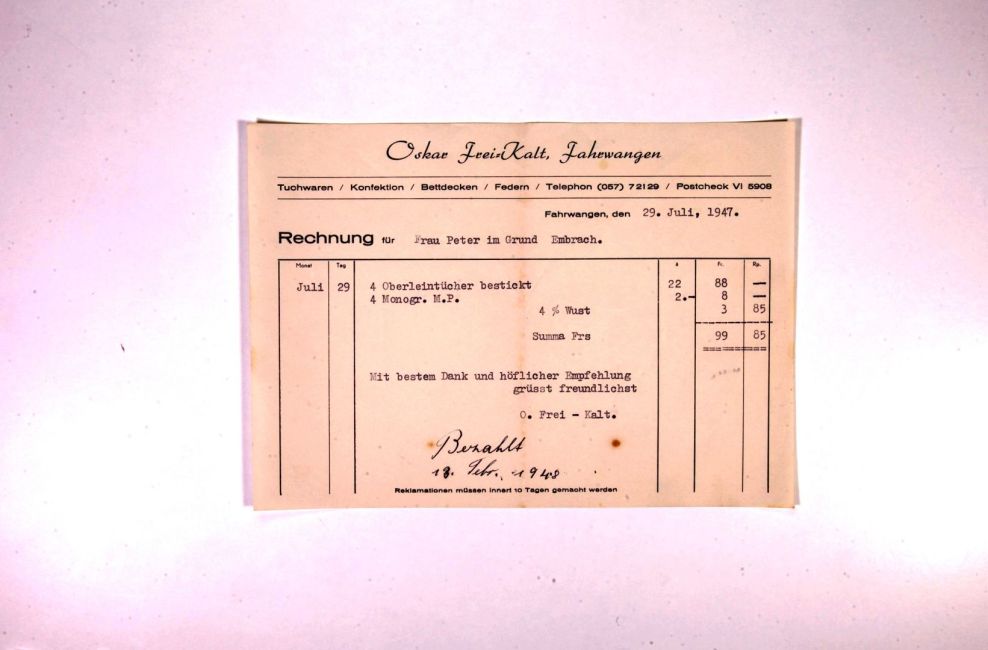 Oskar Frei-Kalt, Fahrwangen
Tuchwaren / Konfektion / Bettdecken / Federn / Telephon (057) 7 21 29 / Postcheck VI 5908
Fahrwangen, den 29. Juli, 1947.
Rechnung für Frau Peter im Grund Embrach.
Monat Tag à Fr. Rp.
Juli 29 4 Oberleintücher bestickt 22 88 —
4 Monogr. M.P. 2.- 8 —
4 % Wust 3 85
Summa Frs 99 85
Mit bestem Dank und höflicher Empfehlung
grüsst freundlichst
O. Frei - Kalt.
Bezahlt
18. Febr. 1948
Reklamationen müssen innert 10 Tagen gemacht werden